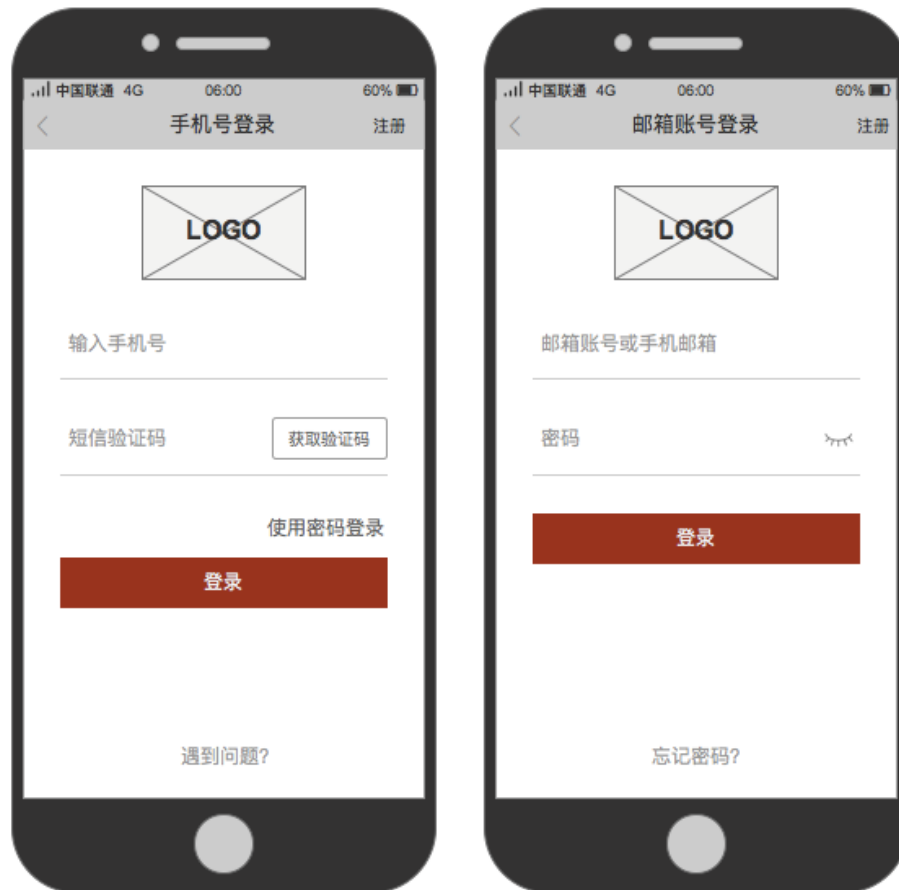 中国联通 4G 06:00 60%
手机号登录 注册
LOGO
输入手机号
短信验证码 获取验证码
使用密码登录
登录
遇到问题?
中国联通 4G 06:00 60%
邮箱账号登录 注册
LOGO
邮箱账号或手机邮箱
密码
登录
忘记密码?